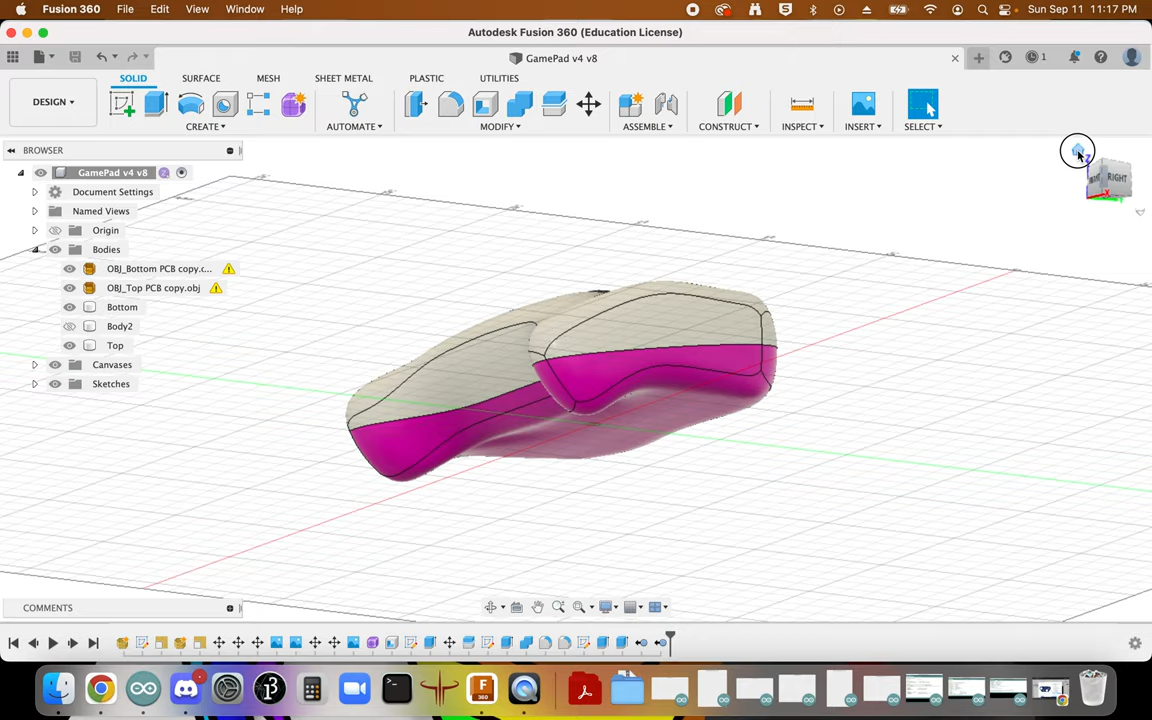 Fusion 360 File Edit View Window Help Sun Sep 11 11:17 PM
Autodesk Fusion 360 (Education License)
GamePad v4 v8
1
SOLID SURFACE MESH SHEET METAL PLASTIC UTILITIES
DESIGN
CREATE AUTOMATE MODIFY ASSEMBLE CONSTRUCT INSPECT INSERT SELECT
BROWSER
GamePad v4 v8
Document Settings
Named Views
Origin
Bodies
OBJ_Bottom PCB copy.c...
OBJ_Top PCB copy.obj
Bottom
Body2
Top
Canvases
Sketches
Z
RIGHT
COMMENTS
F
360